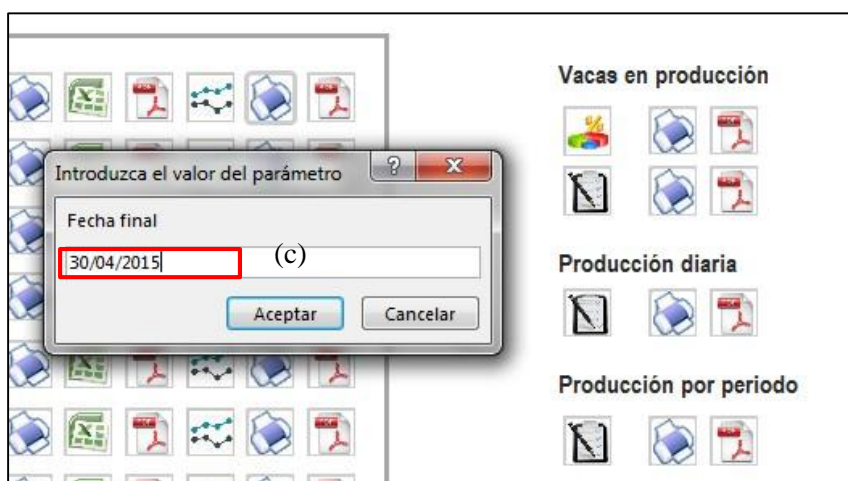 Vacas en producción
Introduzca el valor del parámetro
Fecha final
30/04/2015
(c)
Aceptar
Cancelar
Producción diaria
Producción por periodo